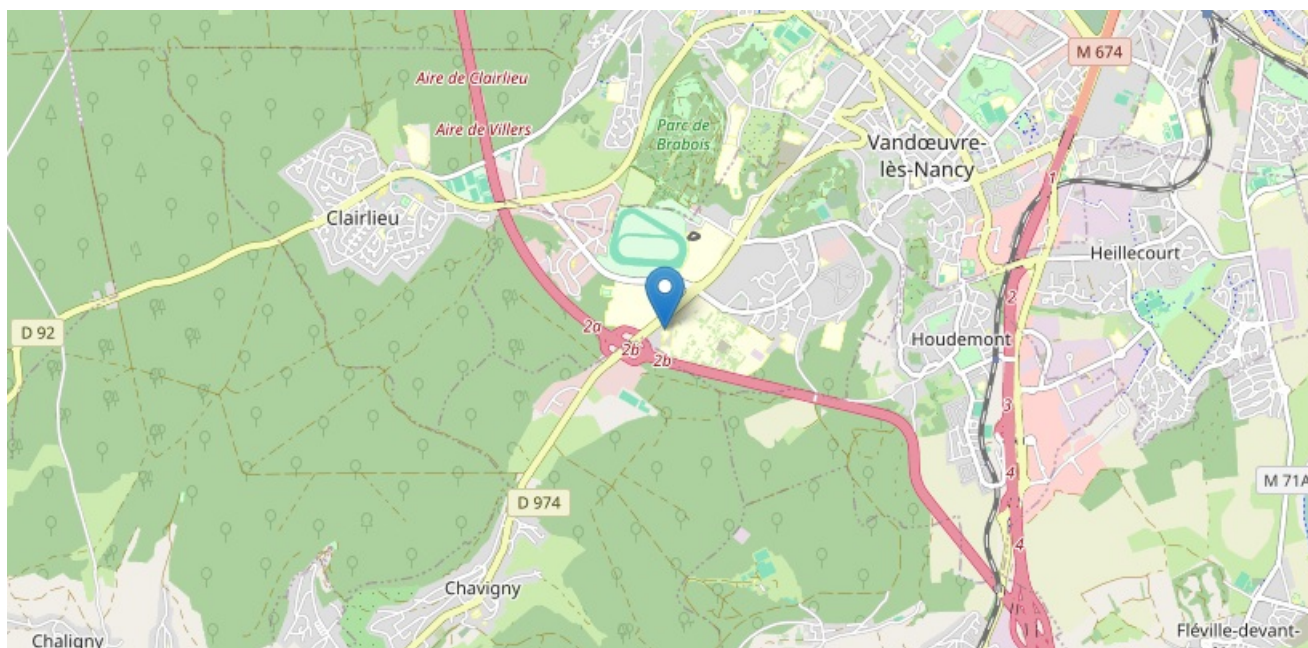 M 674
Aire de Clairlieu
Aire de Villers
Parc de
Brabois
Vandœuvre-
lès-Nancy
1
Clairlieu
Heillecourt
2
D 92
2a
2b
2b
Houdemont
3
4
M 71A
D 974
4
Chavigny
Chaligny
Fléville-devant-